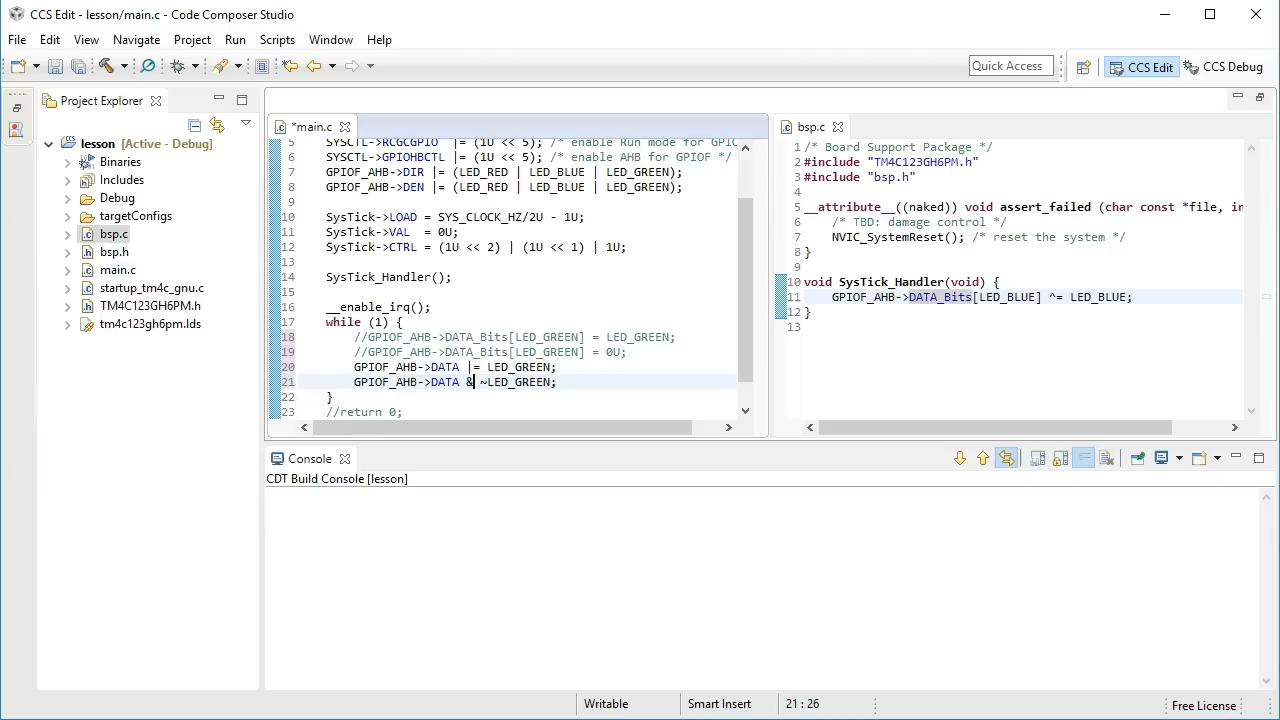 CCS Edit - lesson/main.c - Code Composer Studio
File Edit View Navigate Project Run Scripts Window Help
Quick Access
CCS Edit
CCS Debug
Project Explorer
lesson [Active - Debug]
Binaries
Includes
Debug
targetConfigs
bsp.c
bsp.h
main.c
startup_tm4c_gnu.c
TM4C123GH6PM.h
tm4c123gh6pm.lds
*main.c
5 SYSCTL->RCGCGPIO |= (1U << 5); /* enable Run mode for GPIO
6 SYSCTL->GPIOHBCTL |= (1U << 5); /* enable AHB for GPIOF */
7 GPIOF_AHB->DIR |= (LED_RED | LED_BLUE | LED_GREEN);
8 GPIOF_AHB->DEN |= (LED_RED | LED_BLUE | LED_GREEN);
9
10 SysTick->LOAD = SYS_CLOCK_HZ/2U - 1U;
11 SysTick->VAL = 0U;
12 SysTick->CTRL = (1U << 2) | (1U << 1) | 1U;
13
14 SysTick_Handler();
15
16 __enable_irq();
17 while (1) {
18 //GPIOF_AHB->DATA_Bits[LED_GREEN] = LED_GREEN;
19 //GPIOF_AHB->DATA_Bits[LED_GREEN] = 0U;
20 GPIOF_AHB->DATA |= LED_GREEN;
21 GPIOF_AHB->DATA & ~LED_GREEN;
22 }
23 //return 0;
bsp.c
1 /* Board Support Package */
2 #include "TM4C123GH6PM.h"
3 #include "bsp.h"
4
5 __attribute__((naked)) void assert_failed (char const *file, in
6 /* TBD: damage control */
7 NVIC_SystemReset(); /* reset the system */
8 }
9
10 void SysTick_Handler(void) {
11 GPIOF_AHB->DATA_Bits[LED_BLUE] ^= LED_BLUE;
12 }
13
Console
CDT Build Console [lesson]
Writable
Smart Insert
21 : 26
Free License